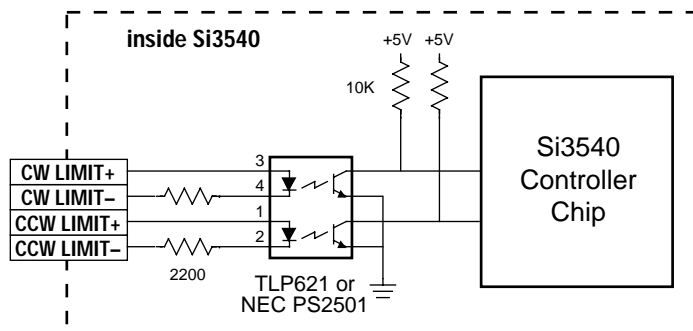 inside Si3540
+5V +5V
10K
Si3540
Controller
Chip
CW LIMIT+
CW LIMIT–
CCW LIMIT+
CCW LIMIT–
3
4
1
2
2200
TLP621 or
NEC PS2501